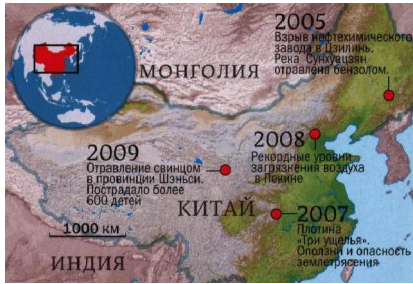 2005
Взрыв нефтехимического
завода в Цзилинь.
Река Сунхуацзян
отравлена бензолом.
МОНГОЛИЯ
2008
Рекордные уровни
загрязнения воздуха
в Пекине
2009
Отравление свинцом
в провинции Шэньси.
Пострадало более
600 детей
КИТАЙ
2007
Плотина
«Три ущелья».
Оползни и опасность
землетрясения
1000 км
ИНДИЯ